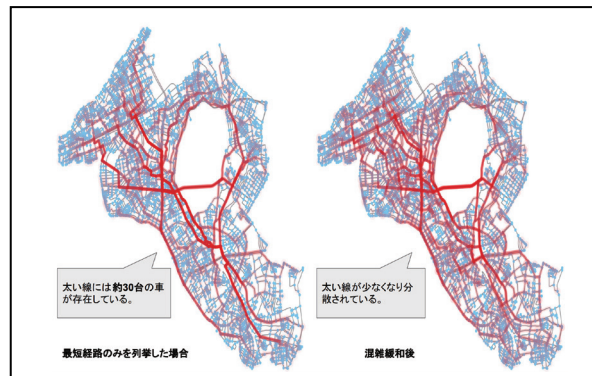 太い線には約30台の車
が存在している。
太い線が少なくなり分
散されている。
最短経路のみを列挙した場合
混雑緩和後